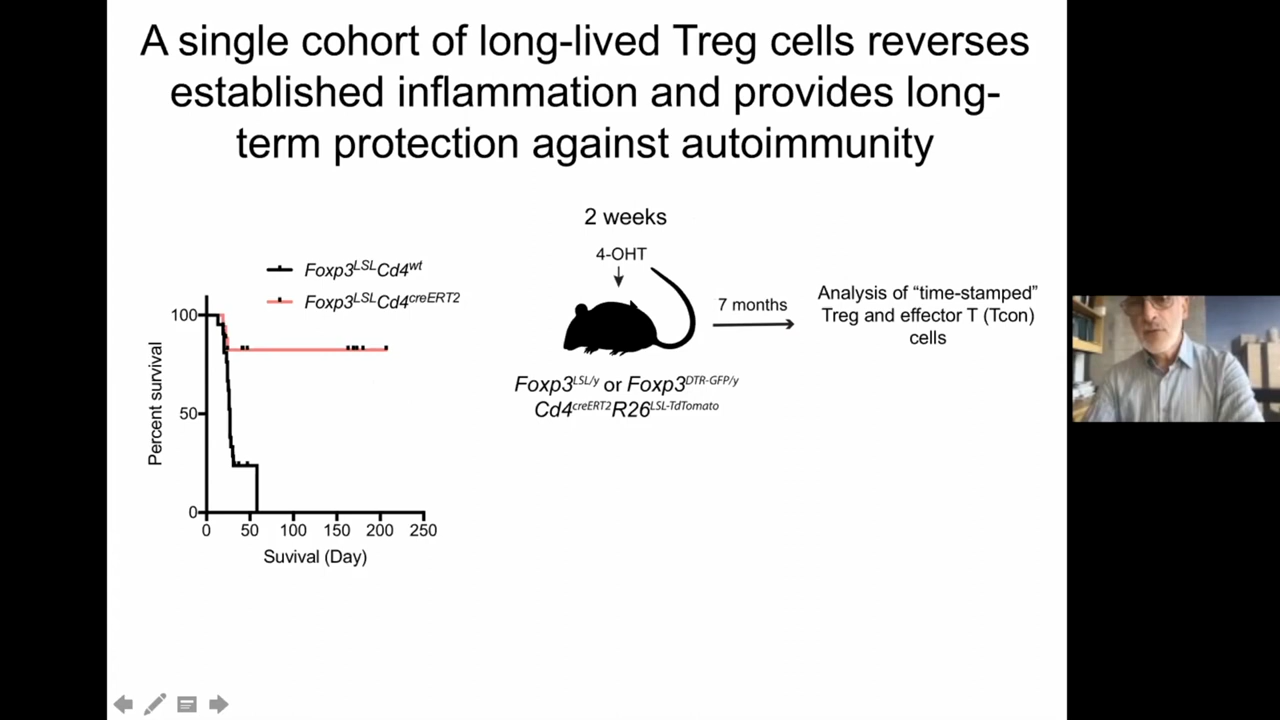 A single cohort of long-lived Treg cells reverses
established inflammation and provides long-
term protection against autoimmunity
2 weeks
4-OHT
7 months
Analysis of “time-stamped”
Treg and effector T (Tcon)
cells
Foxp3LSL/y or Foxp3DTR-GFP/y
Cd4creERT2R26LSL-TdTomato
Foxp3LSLCd4wt
Foxp3LSLCd4creERT2
Percent survival
100
50
0
0 50 100 150 200 250
Suvival (Day)